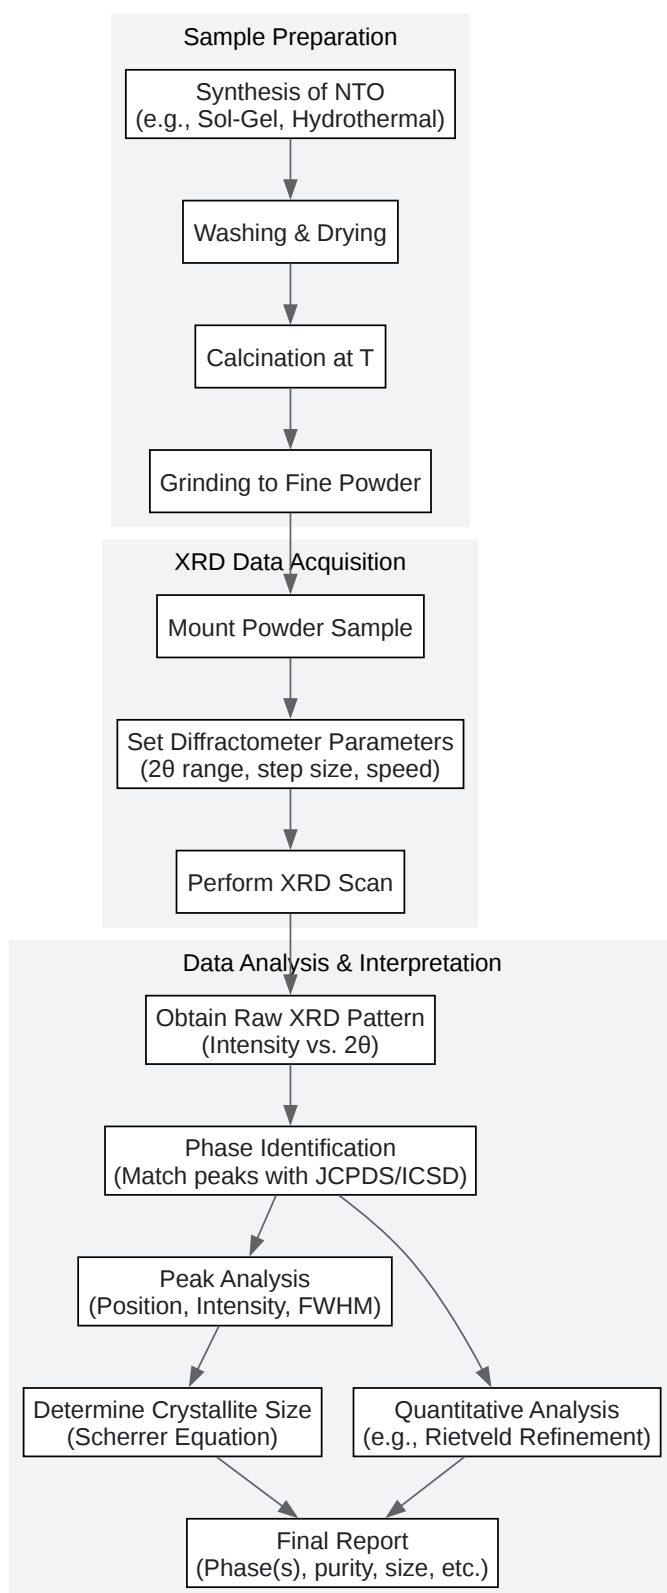 Sample Preparation
Synthesis of NTO
(e.g., Sol-Gel, Hydrothermal)
Washing & Drying
Calcination at T
Grinding to Fine Powder
XRD Data Acquisition
Mount Powder Sample
Set Diffractometer Parameters
(2θ range, step size, speed)
Perform XRD Scan
Data Analysis & Interpretation
Obtain Raw XRD Pattern
(Intensity vs. 2θ)
Phase Identification
(Match peaks with JCPDS/ICSD)
Peak Analysis
(Position, Intensity, FWHM)
Determine Crystallite Size
(Scherrer Equation)
Quantitative Analysis
(e.g., Rietveld Refinement)
Final Report
(Phase(s), purity, size, etc.)